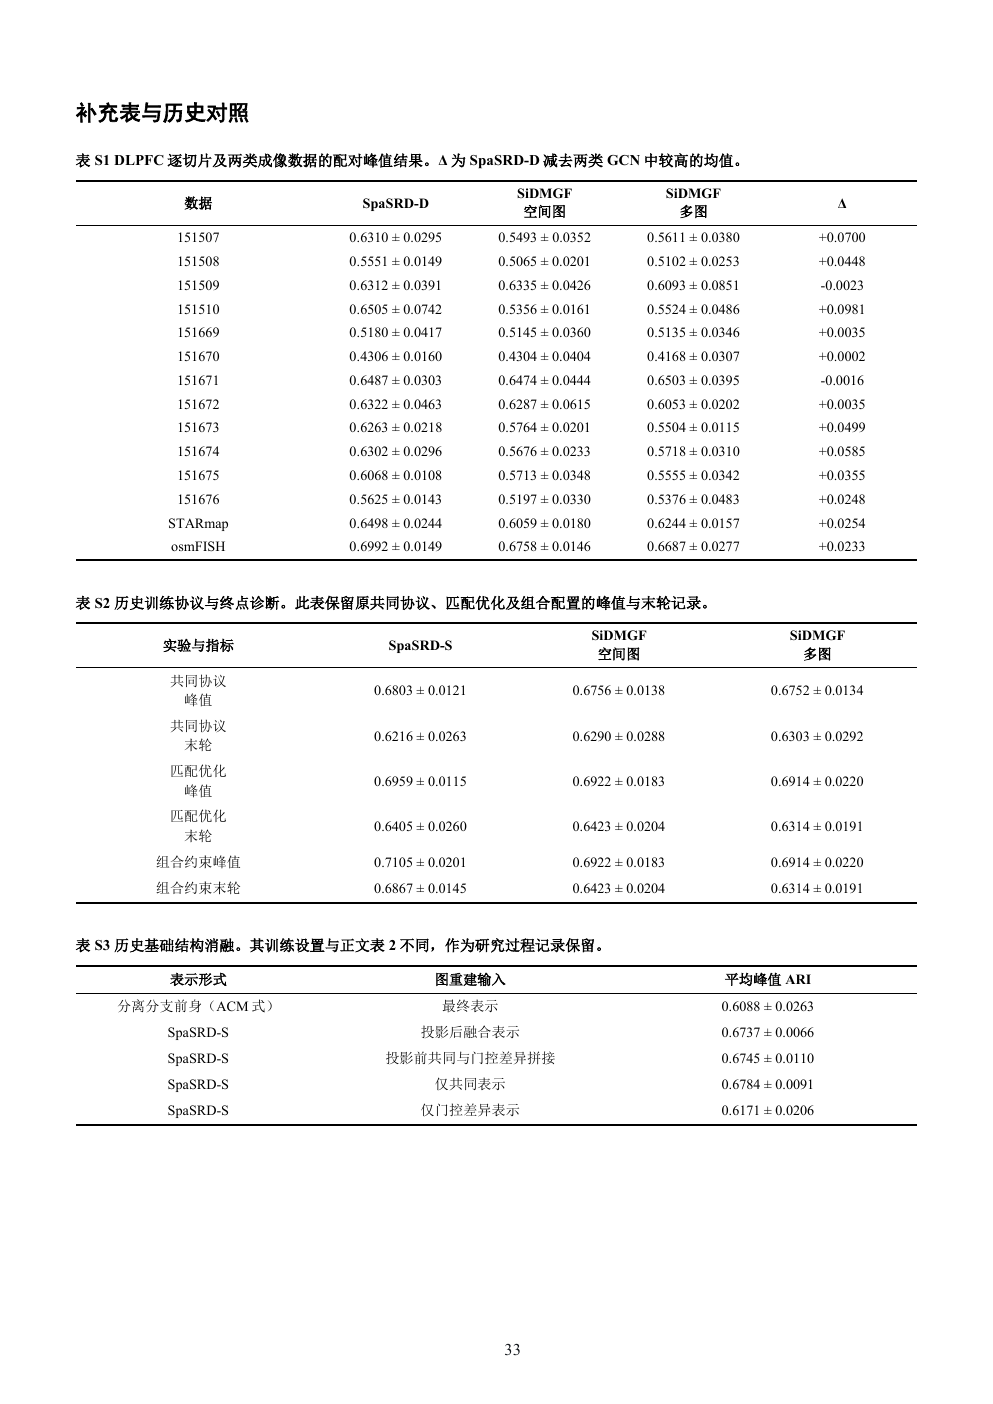 补充表与历史对照
表 S1 DLPFC 逐切片及两类成像数据的配对峰值结果。Δ 为 SpaSRD-D 减去两类 GCN 中较高的均值。
数据 SpaSRD-D SiDMGF 空间图 SiDMGF 多图 Δ
151507 0.6310 ± 0.0295 0.5493 ± 0.0352 0.5611 ± 0.0380 +0.0700
151508 0.5551 ± 0.0149 0.5065 ± 0.0201 0.5102 ± 0.0253 +0.0448
151509 0.6312 ± 0.0391 0.6335 ± 0.0426 0.6093 ± 0.0851 -0.0023
151510 0.6505 ± 0.0742 0.5356 ± 0.0161 0.5524 ± 0.0486 +0.0981
151669 0.5180 ± 0.0417 0.5145 ± 0.0360 0.5135 ± 0.0346 +0.0035
151670 0.4306 ± 0.0160 0.4304 ± 0.0404 0.4168 ± 0.0307 +0.0002
151671 0.6487 ± 0.0303 0.6474 ± 0.0444 0.6503 ± 0.0395 -0.0016
151672 0.6322 ± 0.0463 0.6287 ± 0.0615 0.6053 ± 0.0202 +0.0035
151673 0.6263 ± 0.0218 0.5764 ± 0.0201 0.5504 ± 0.0115 +0.0499
151674 0.6302 ± 0.0296 0.5676 ± 0.0233 0.5718 ± 0.0310 +0.0585
151675 0.6068 ± 0.0108 0.5713 ± 0.0348 0.5555 ± 0.0342 +0.0355
151676 0.5625 ± 0.0143 0.5197 ± 0.0330 0.5376 ± 0.0483 +0.0248
STARmap 0.6498 ± 0.0244 0.6059 ± 0.0180 0.6244 ± 0.0157 +0.0254
osmFISH 0.6992 ± 0.0149 0.6758 ± 0.0146 0.6687 ± 0.0277 +0.0233
表 S2 历史训练协议与终点诊断。此表保留原共同协议、匹配优化及组合配置的峰值与末轮记录。
实验与指标 SpaSRD-S SiDMGF 空间图 SiDMGF 多图
共同协议 峰值 0.6803 ± 0.0121 0.6756 ± 0.0138 0.6752 ± 0.0134
共同协议 末轮 0.6216 ± 0.0263 0.6290 ± 0.0288 0.6303 ± 0.0292
匹配优化 峰值 0.6959 ± 0.0115 0.6922 ± 0.0183 0.6914 ± 0.0220
匹配优化 末轮 0.6405 ± 0.0260 0.6423 ± 0.0204 0.6314 ± 0.0191
组合约束峰值 0.7105 ± 0.0201 0.6922 ± 0.0183 0.6914 ± 0.0220
组合约束末轮 0.6867 ± 0.0145 0.6423 ± 0.0204 0.6314 ± 0.0191
表 S3 历史基础结构消融。其训练设置与正文表 2 不同，作为研究过程记录保留。
表示形式 图重建输入 平均峰值 ARI
分离分支前身（ACM 式） 最终表示 0.6088 ± 0.0263
SpaSRD-S 投影后融合表示 0.6737 ± 0.0066
SpaSRD-S 投影前共同与门控差异拼接 0.6745 ± 0.0110
SpaSRD-S 仅共同表示 0.6784 ± 0.0091
SpaSRD-S 仅门控差异表示 0.6171 ± 0.0206
33